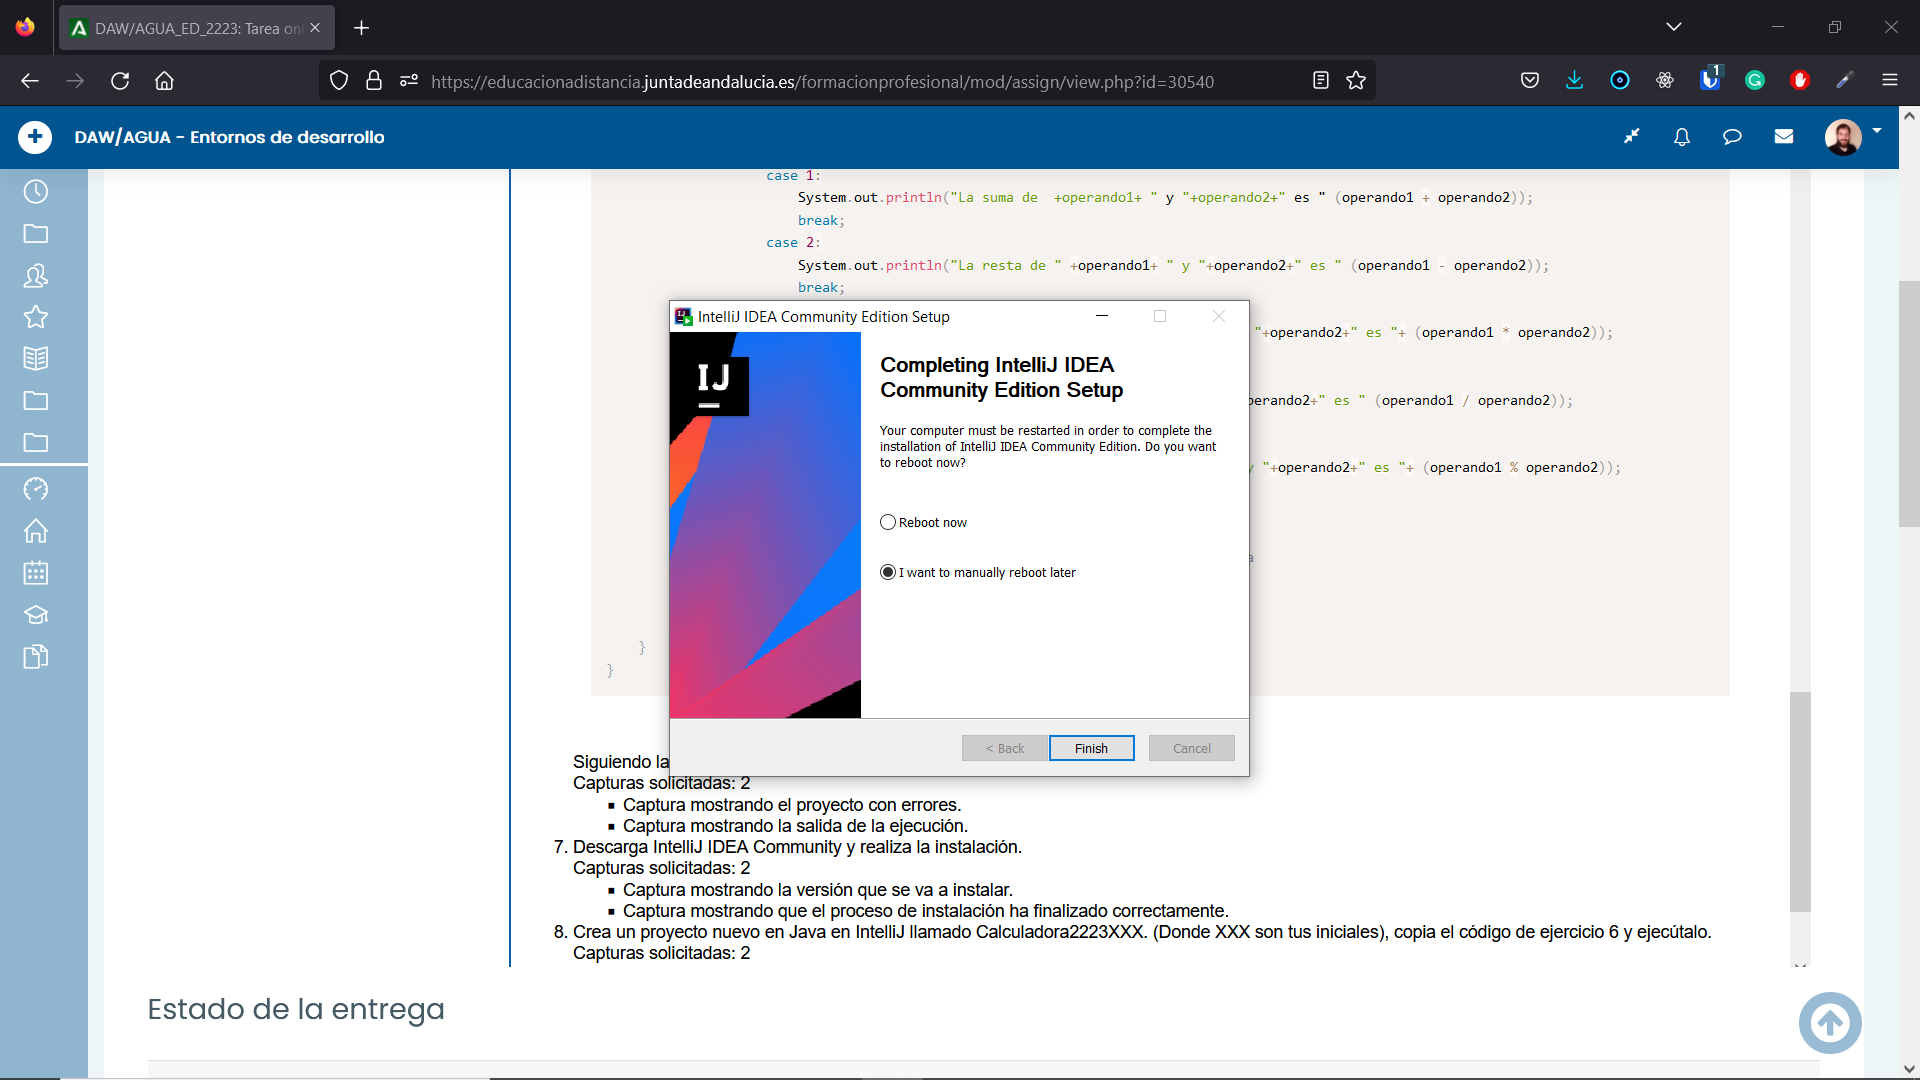 DAW/AGUA_ED_2223: Tarea onl
https://educacionadistancia.juntadeandalucia.es/formacionprofesional/mod/assign/view.php?id=30540
1
DAW/AGUA - Entornos de desarrollo
case 1:
System.out.println("La suma de  +operando1+ " y "+operando2+" es " (operando1 + operando2));
break;
case 2:
System.out.println("La resta de " +operando1+ " y "+operando2+" es " (operando1 - operando2));
break;
"+operando2+" es "+ (operando1 * operando2));
perando2+" es " (operando1 / operando2));
y "+operando2+" es "+ (operando1 % operando2));
a
}
}
IntelliJ IDEA Community Edition Setup
IJ
Completing IntelliJ IDEA
Community Edition Setup
Your computer must be restarted in order to complete the
installation of IntelliJ IDEA Community Edition. Do you want
to reboot now?
Reboot now
I want to manually reboot later
< Back
Finish
Cancel
Siguiendo la
Capturas solicitadas: 2
Captura mostrando el proyecto con errores.
Captura mostrando la salida de la ejecución.
7. Descarga IntelliJ IDEA Community y realiza la instalación.
Capturas solicitadas: 2
Captura mostrando la versión que se va a instalar.
Captura mostrando que el proceso de instalación ha finalizado correctamente.
8. Crea un proyecto nuevo en Java en IntelliJ llamado Calculadora2223XXX. (Donde XXX son tus iniciales), copia el código de ejercicio 6 y ejecútalo.
Capturas solicitadas: 2
Estado de la entrega